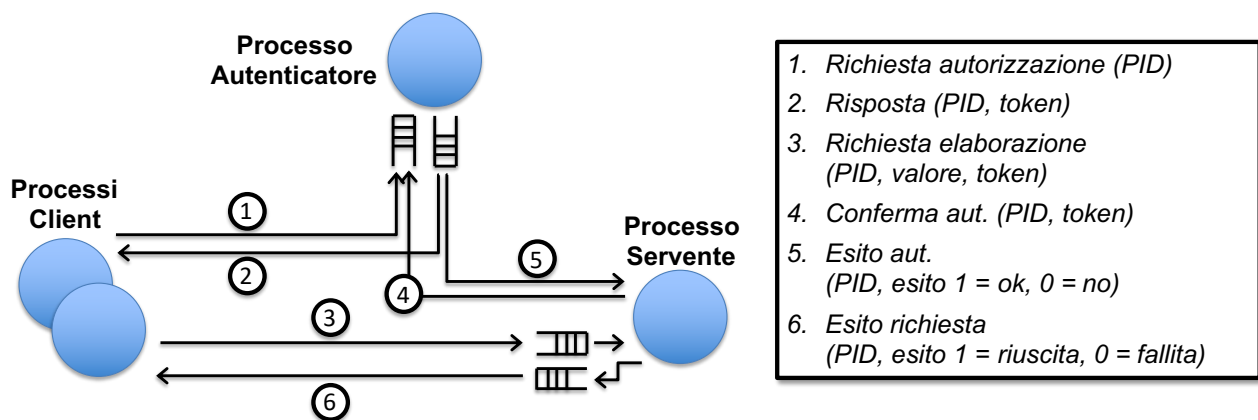 Processo
Autenticatore
Processi
Client
1
2
3
4
5
6
Processo
Servente
1. Richiesta autorizzazione (PID)
2. Risposta (PID, token)
3. Richiesta elaborazione
(PID, valore, token)
4. Conferma aut. (PID, token)
5. Esito aut.
(PID, esito 1 = ok, 0 = no)
6. Esito richiesta
(PID, esito 1 = riuscita, 0 = fallita)